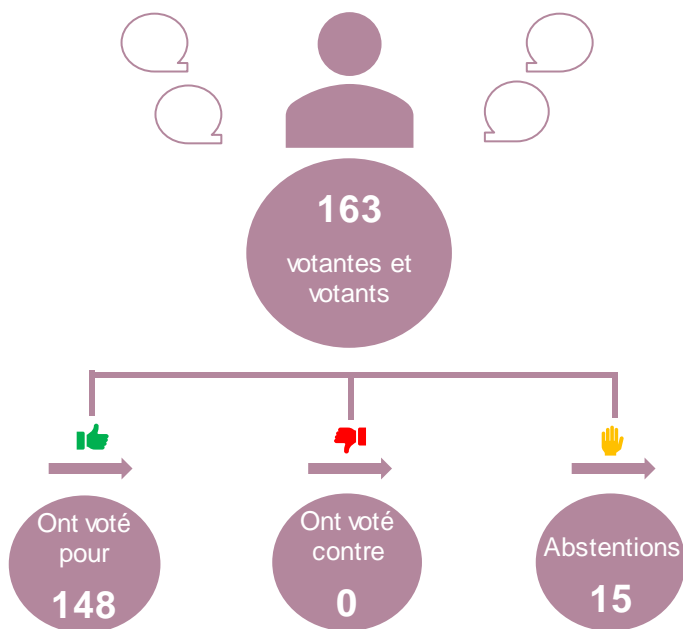 163
votantes et
votants
Ont voté
pour
148
Ont voté
contre
0
Abstentions
15